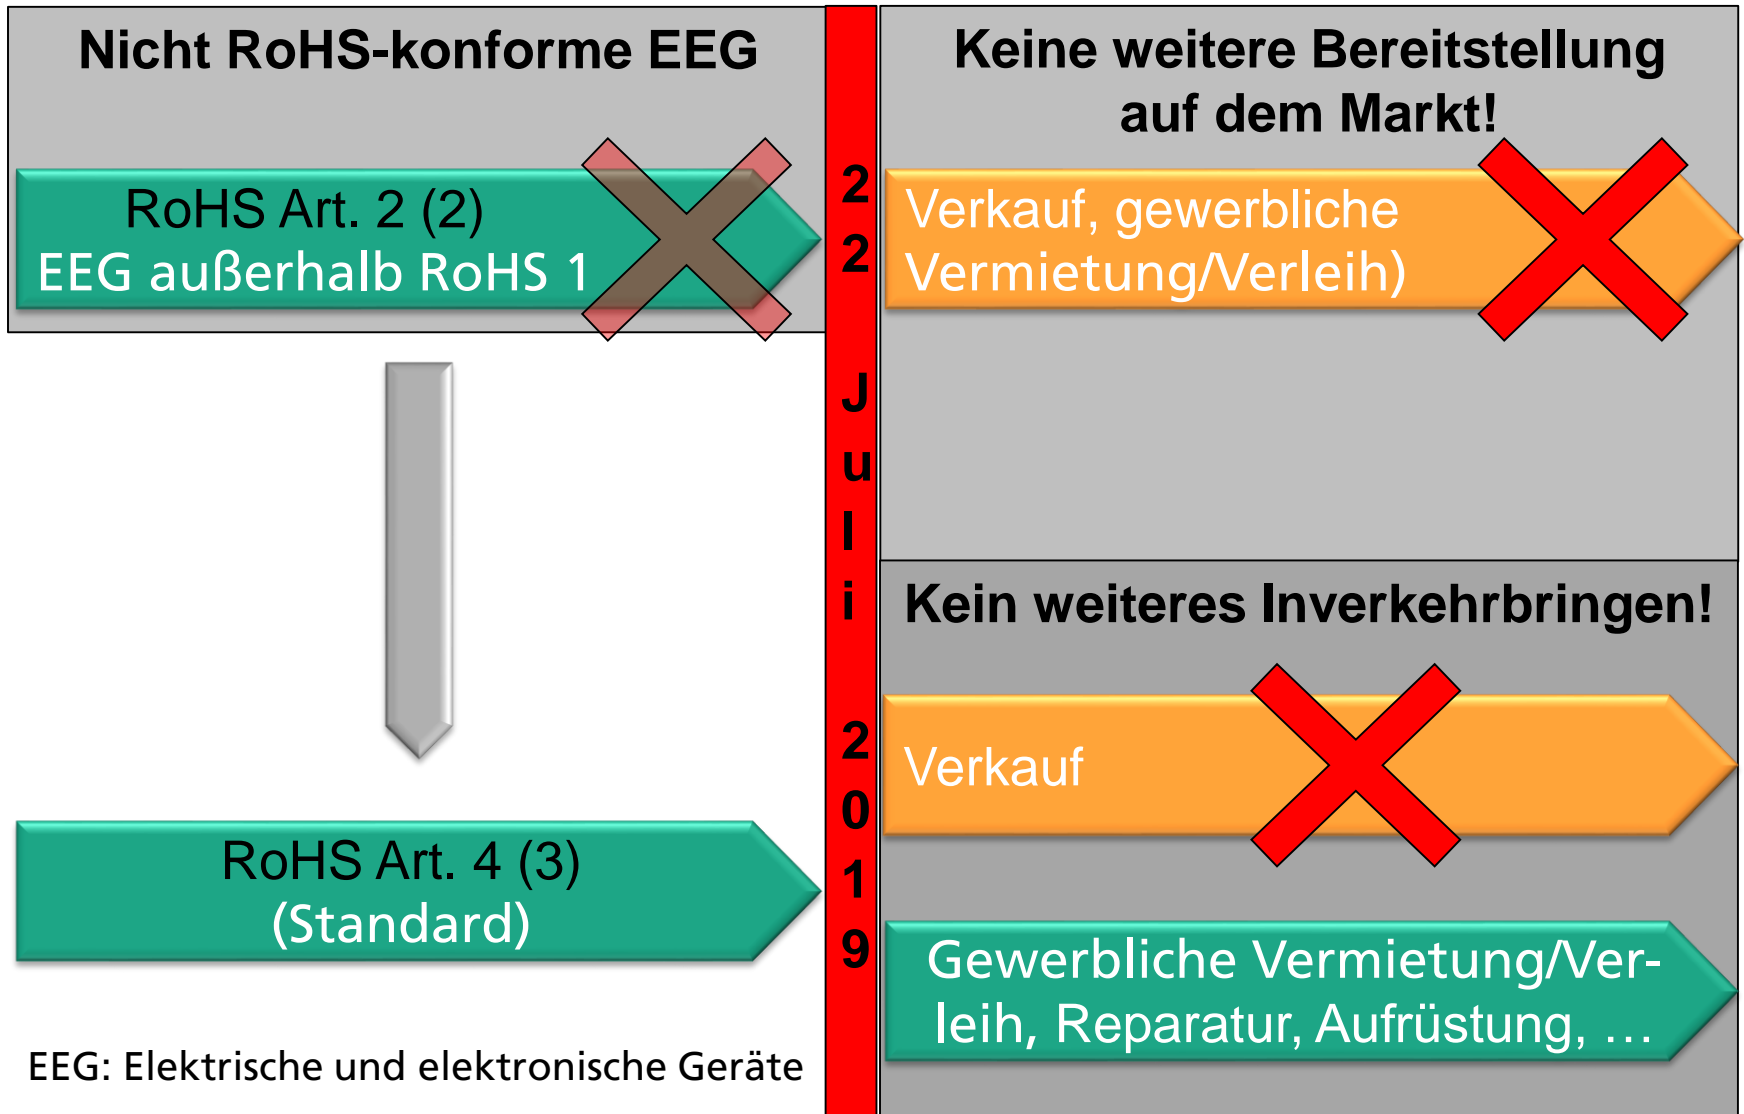 Nicht RoHS-konforme EEG
RoHS Art. 2 (2)
EEG außerhalb RoHS 1
RoHS Art. 4 (3)
(Standard)
EEG: Elektrische und elektronische Geräte
22 Juli 2019
Keine weitere Bereitstellung
auf dem Markt!
Verkauf, gewerbliche
Vermietung/Verleih)
Kein weiteres Inverkehrbringen!
Verkauf
Gewerbliche Vermietung/Ver-
leih, Reparatur, Aufrüstung, …